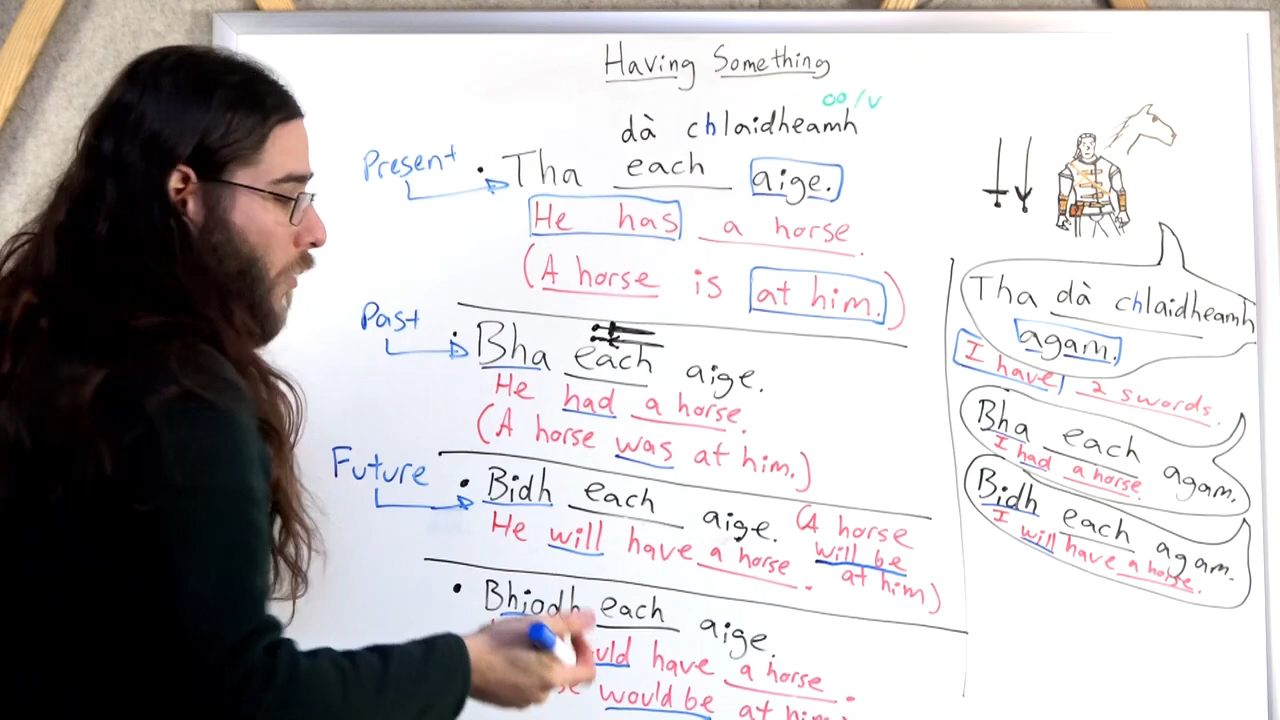 Having Something
oo/v
dà chlaidheamh
Present
• Tha each aige.
He has a horse.
(A horse is at him.)
Past
• Bha each aige.
He had a horse.
(A horse was at him.)
Future
• Bidh each aige. (A horse
will be
at him)
He will have a horse.
• Bhiodh each aige.
uld have a horse.
se would be at him
Tha dà chlaidheamh
agam.
I have 2 swords.
Bha each agam.
I had a horse.
Bidh each agam.
I will have a horse.